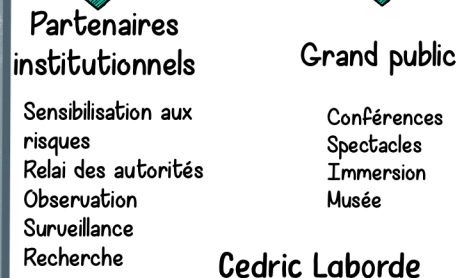 Partenaires
institutionnels
Sensibilisation aux
risques
Relai des autorités
Observation
Surveillance
Recherche
Grand public
Conférences
Spectacles
Immersion
Musée
Cedric Laborde